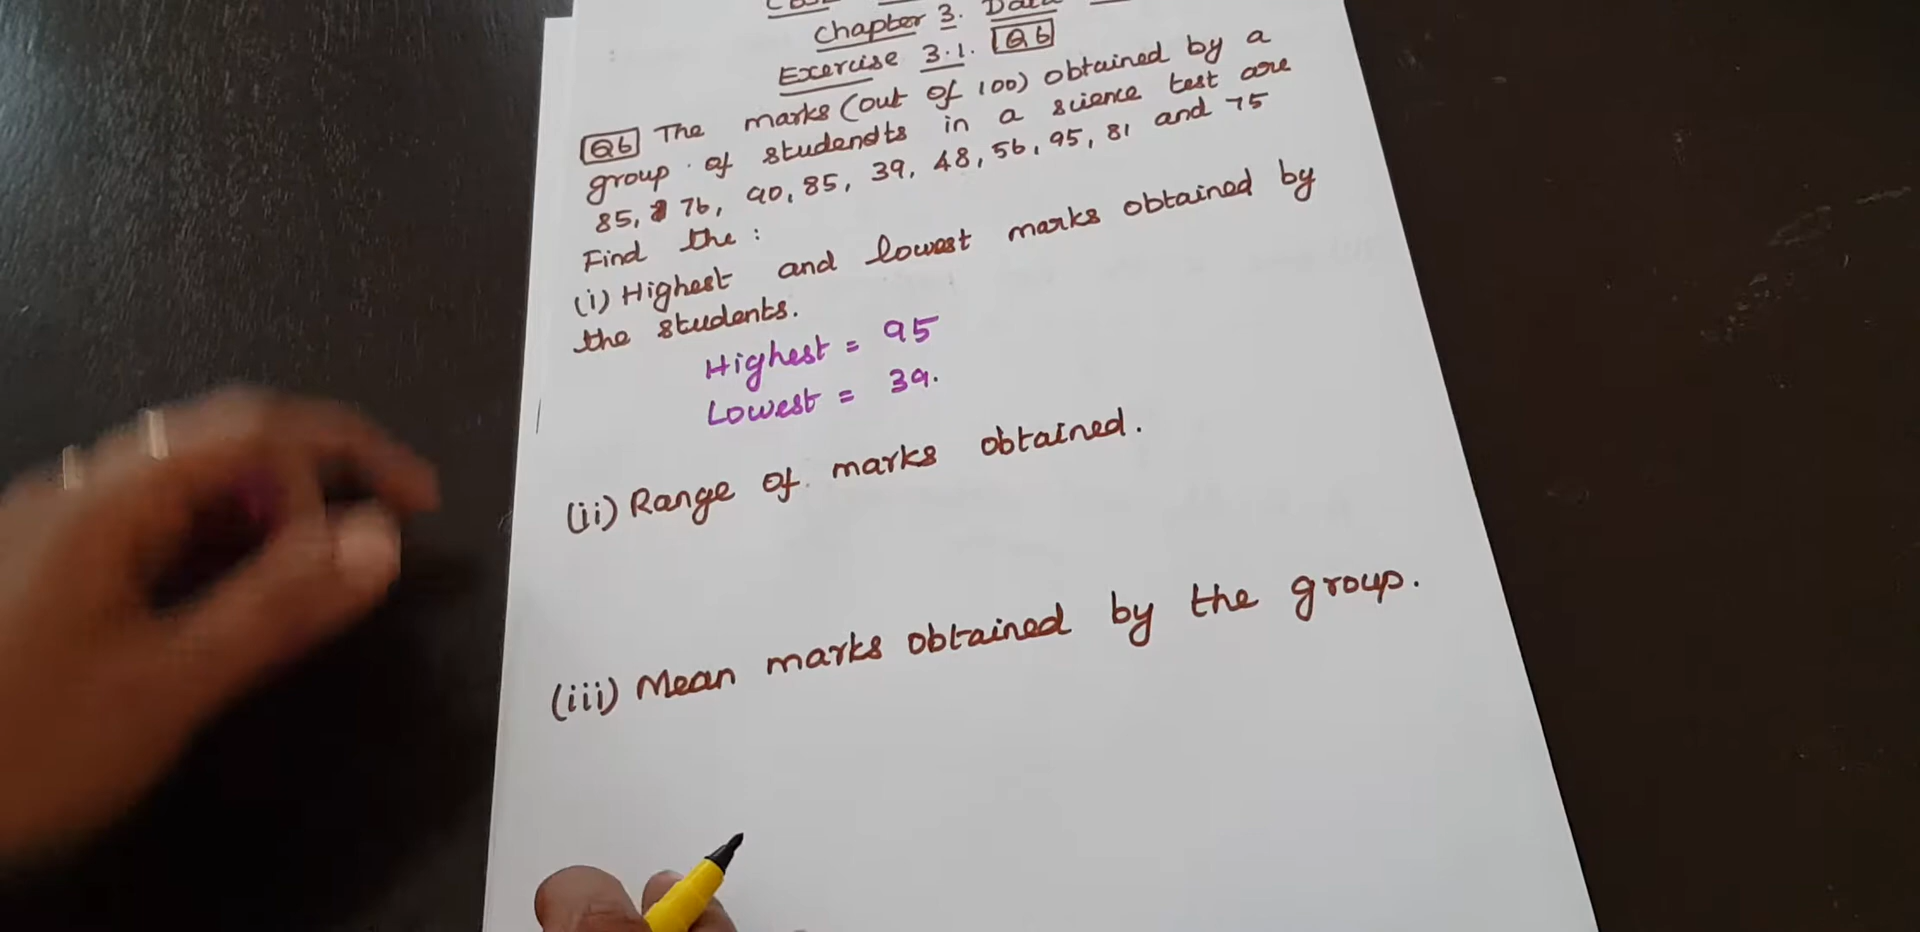 Chapter 3. Data
Exercise 3.1. Q6
Q6 The marks (out of 100) obtained by a
group of studendts in a science test are
85, 76, 90, 85, 39, 48, 56, 95, 81 and 75
Find the :
(i) Highest and lowest marks obtained by
the students.
Highest = 95
Lowest = 39.
(ii) Range of marks obtained.
(iii) Mean marks obtained by the group.